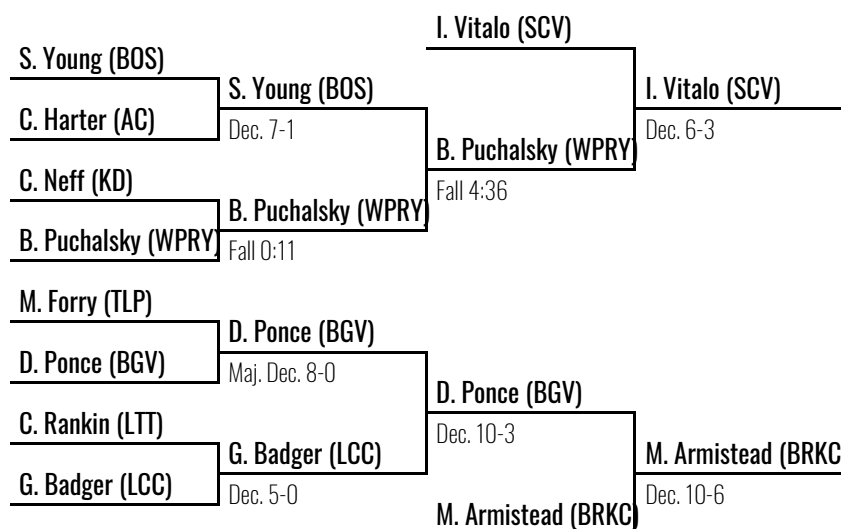 S. Young (BOS)
C. Harter (AC)
C. Neff (KD)
B. Puchalsky (WPRY)
M. Forry (TLP)
D. Ponce (BGV)
C. Rankin (LTT)
G. Badger (LCC)
S. Young (BOS)
Dec. 7-1
B. Puchalsky (WPRY)
Fall 0:11
D. Ponce (BGV)
Maj. Dec. 8-0
G. Badger (LCC)
Dec. 5-0
I. Vitalo (SCV)
B. Puchalsky (WPRY)
Fall 4:36
D. Ponce (BGV)
Dec. 10-3
M. Armistead (BRKC)
I. Vitalo (SCV)
Dec. 6-3
M. Armistead (BRKC
Dec. 10-6